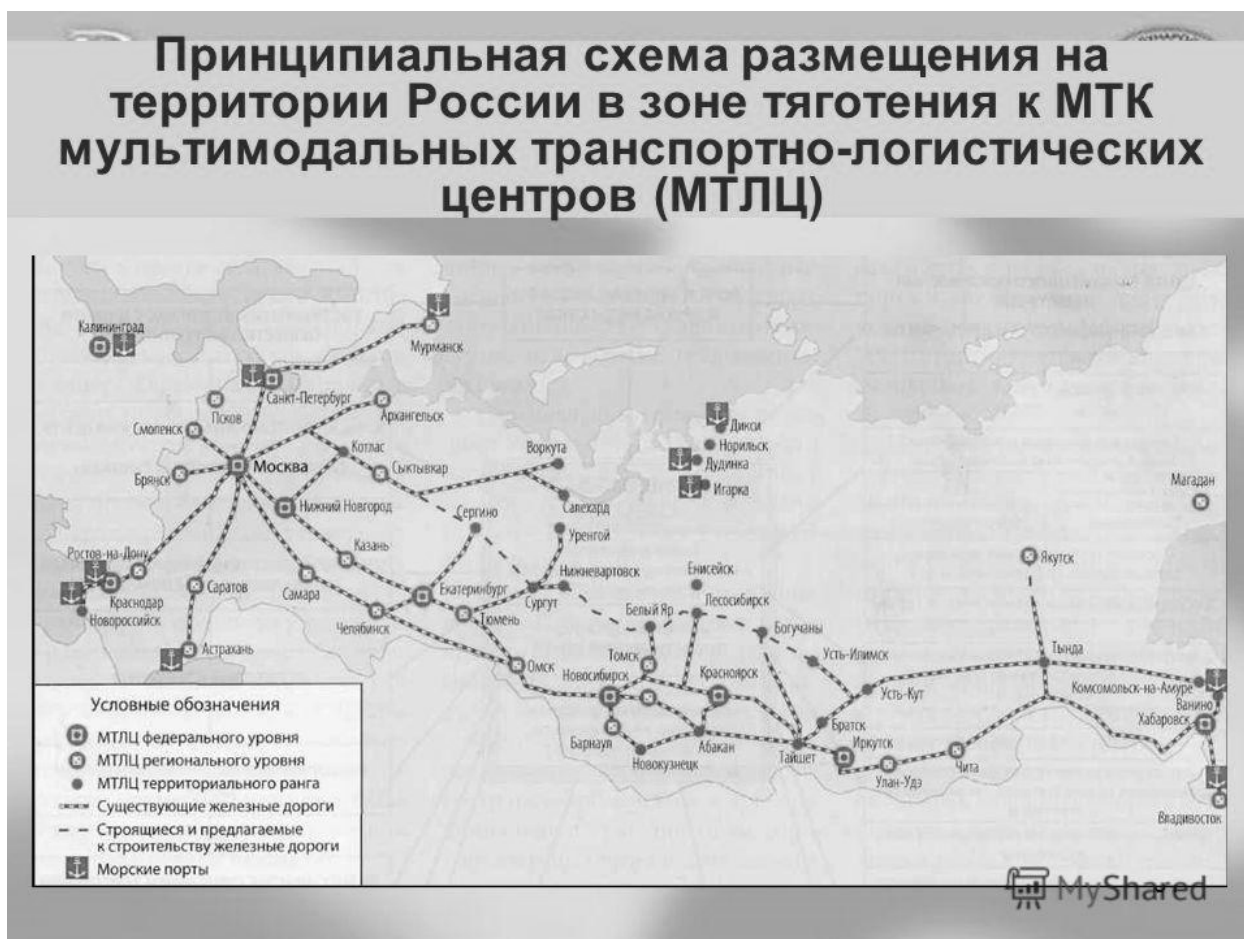 Принципиальная схема размещения на
территории России в зоне тяготения к МТК
мультимодальных транспортно-логистических
центров (МТЛЦ)
Калининград
Мурманск
Санкт-Петербург
Псков
Архангельск
Смоленск
Котлас
Воркута
Дикси
Норильск
Москва
Сыктывкар
Дудинка
Брянск
Игарка
Магадан
Нижний Новгород
Сергино
Салехард
Уренгой
Казань
Ростов-на-Дону
Нижневартовск
Енисейск
Якутск
Саратов
Самара
Екатеринбург
Сургут
Краснодар
Новороссийск
Челябинск
Тюмень
Белый Яр
Лесосибирск
Богучаны
Астрахань
Омск
Томск
Усть-Илимск
Тында
Новосибирск
Красноярск
Усть-Кут
Комсомольск-на-Амуре
Ванино
Хабаровск
Братск
Барнаул
Абакан
Иркутск
Новокузнецк
Тайшет
Улан-Удэ
Чита
Владивосток
Условные обозначения
МТЛЦ федерального уровня
МТЛЦ регионального уровня
МТЛЦ территориального ранга
Существующие железные дороги
Строящиеся и предлагаемые
к строительству железные дороги
Морские порты
MyShared